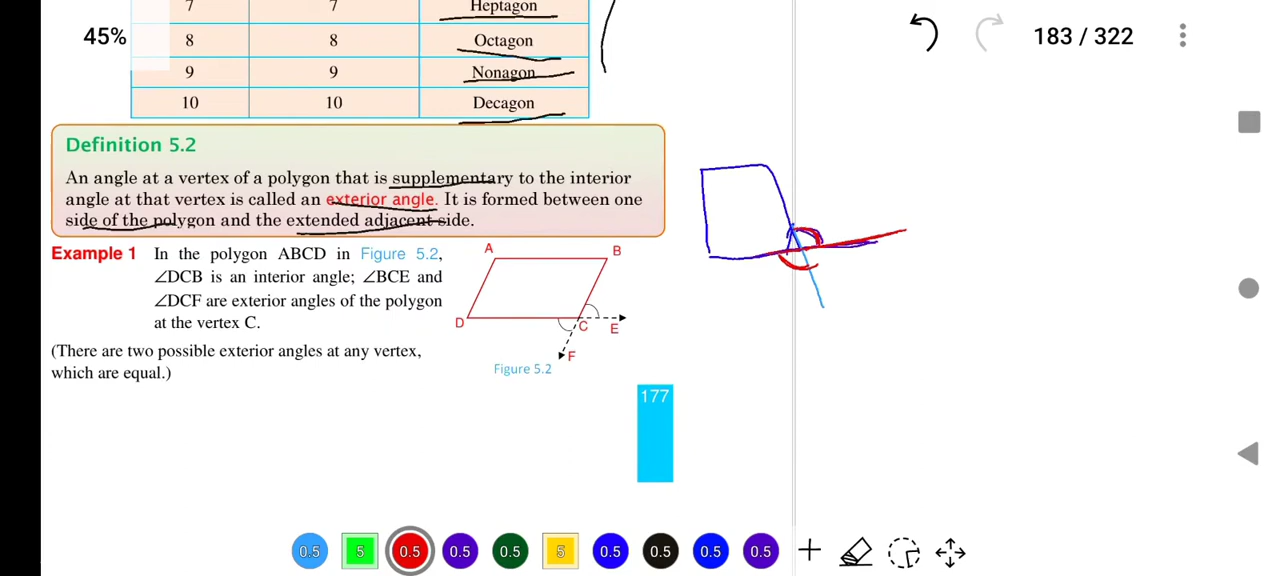 7 7 Heptagon
45%
8 8 Octagon
9 9 Nonagon
10 10 Decagon
183 / 322
Definition 5.2
An angle at a vertex of a polygon that is supplementary to the interior
angle at that vertex is called an exterior angle. It is formed between one
side of the polygon and the extended adjacent side.
Example 1 In the polygon ABCD in Figure 5.2,
∠DCB is an interior angle; ∠BCE and
∠DCF are exterior angles of the polygon
at the vertex C.
(There are two possible exterior angles at any vertex,
which are equal.)
A B
D C E
F
Figure 5.2
177
0.5 5 0.5 0.5 0.5 5 0.5 0.5 0.5 0.5